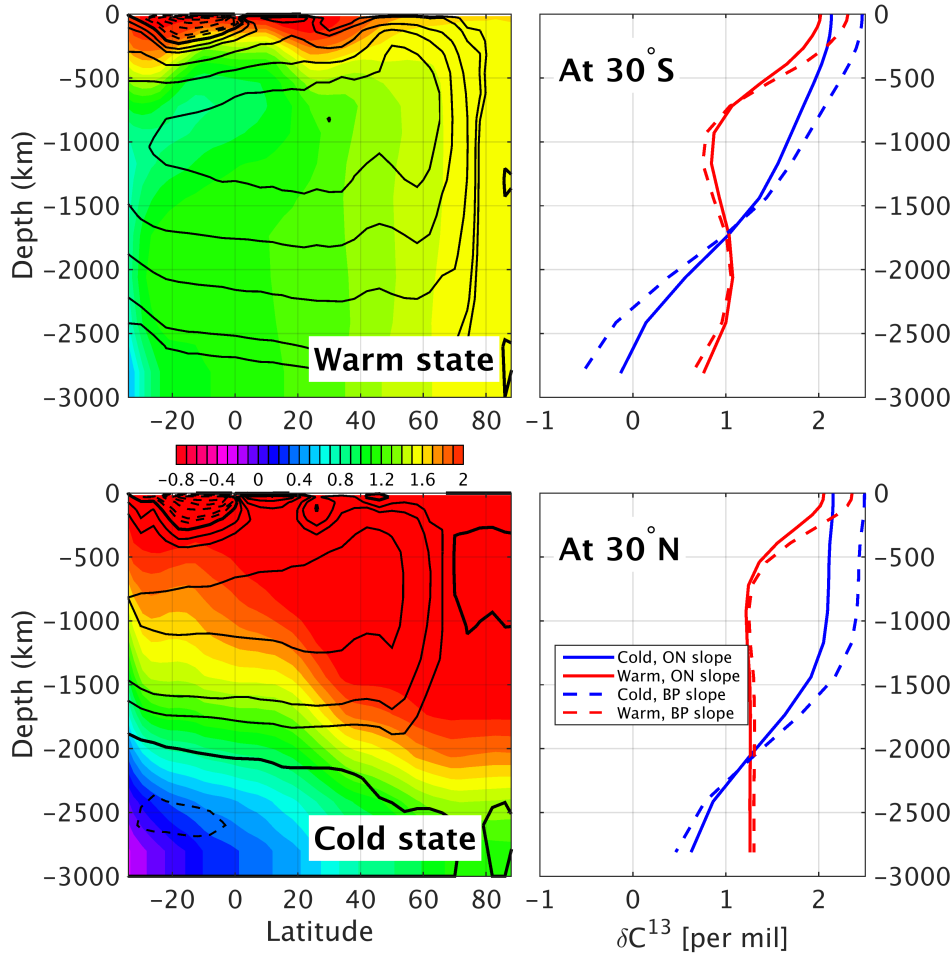 0
-500
-1000
-1500
-2000
-2500
-3000
Depth (km)
-20 0 20 40 60 80
Warm state
At 30°S
-1 0 1 2
0
-500
-1000
-1500
-2000
-2500
-3000
-0.8 -0.4 0 0.4 0.8 1.2 1.6 2
0
-500
-1000
-1500
-2000
-2500
-3000
Depth (km)
-20 0 20 40 60 80
Latitude
Cold state
At 30°N
Cold, ON slope
Warm, ON slope
Cold, BP slope
Warm, BP slope
-1 0 1 2
δC¹³ [per mil]
0
-500
-1000
-1500
-2000
-2500
-3000